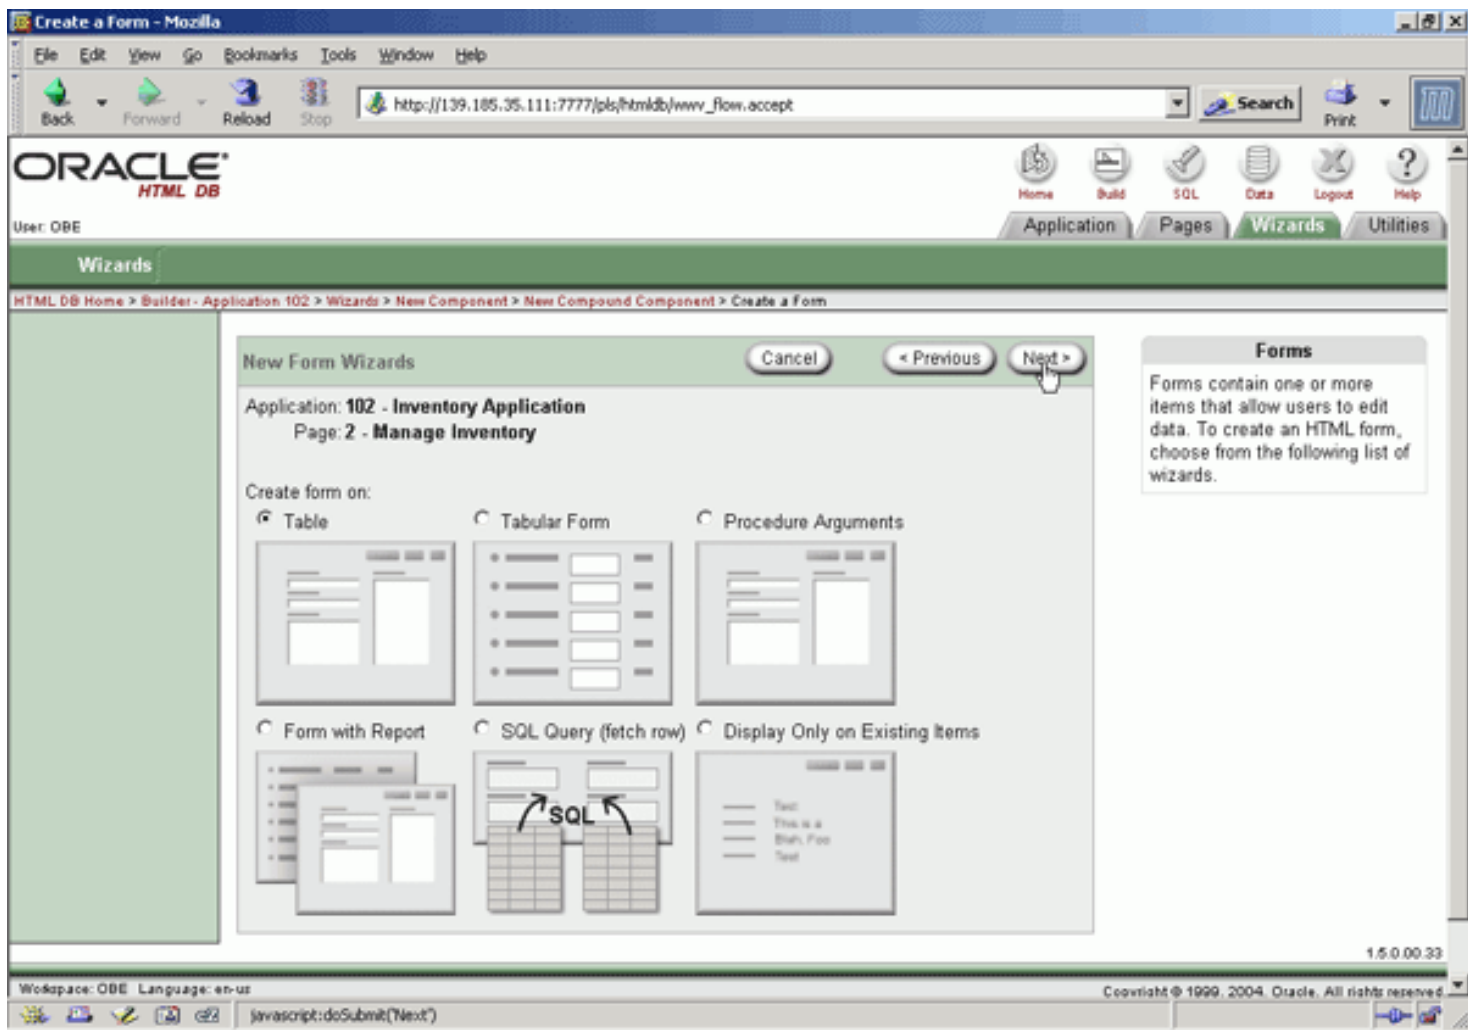 Create a Form - Mozilla
File Edit View Go Bookmarks Tools Window Help
Back Forward Reload Stop http://139.185.35.111:7777/pls/htmldb/wwv_flow.accept Search Print
ORACLE
HTML DB
Home Build SQL Data Logout Help
User: OBE
Application Pages Wizards Utilities
Wizards
HTML DB Home > Builder - Application 102 > Wizards > New Component > New Compound Component > Create a Form
New Form Wizards Cancel < Previous Next >
Application: 102 - Inventory Application
Page: 2 - Manage Inventory
Create form on:
Table Tabular Form Procedure Arguments
Form with Report SQL Query (fetch row) Display Only on Existing Items
SQL
Test
This is a
Blah, Foo
Test
Forms
Forms contain one or more
items that allow users to edit
data. To create an HTML form,
choose from the following list of
wizards.
1.5.0.00.33
Workspace: OBE Language: en-us
Copyright © 1999, 2004, Oracle. All rights reserved.
javascript:doSubmit('Next')